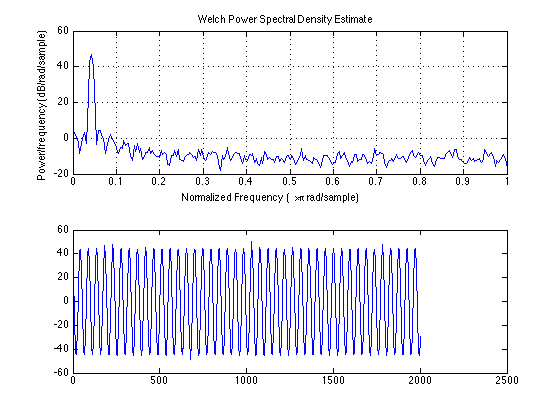 Welch Power Spectral Density Estimate
Power/frequency (dB/rad/sample)
60
40
20
0
-20
0 0.1 0.2 0.3 0.4 0.5 0.6 0.7 0.8 0.9 1
Normalized Frequency ( ×π rad/sample)
60
40
20
0
-20
-40
-60
0 500 1000 1500 2000 2500